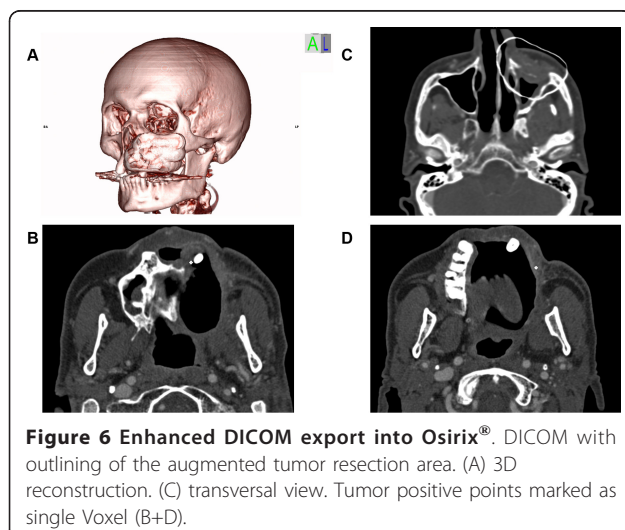 A
A L
C
B
D
Figure 6 Enhanced DICOM export into Osirix®. DICOM with
outlining of the augmented tumor resection area. (A) 3D
reconstruction. (C) transversal view. Tumor positive points marked as
single Voxel (B+D).